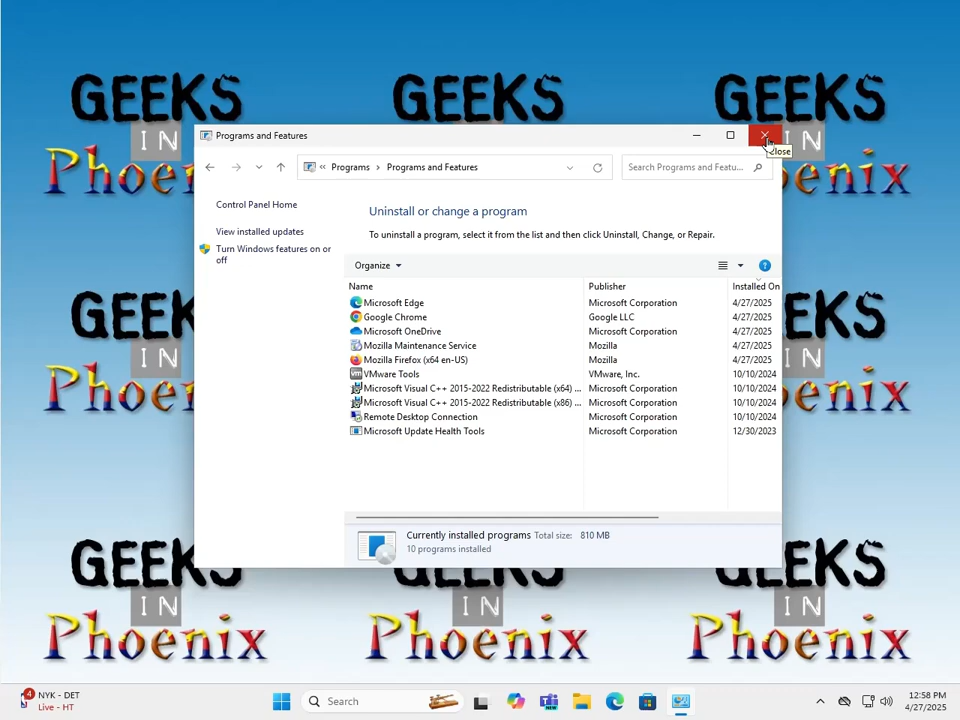 GEEKS GEEKS GEEKS
IN IN
Phoenix Phoenix
Programs and Features
Close
Programs > Programs and Features
Search Programs and Featu...
Control Panel Home
View installed updates
Turn Windows features on or
off
Uninstall or change a program
To uninstall a program, select it from the list and then click Uninstall, Change, or Repair.
Organize
Name Publisher Installed On
Microsoft Edge Microsoft Corporation 4/27/2025
Google Chrome Google LLC 4/27/2025
Microsoft OneDrive Microsoft Corporation 4/27/2025
Mozilla Maintenance Service Mozilla 4/27/2025
Mozilla Firefox (x64 en-US) Mozilla 4/27/2025
VMware Tools VMware, Inc. 10/10/2024
Microsoft Visual C++ 2015-2022 Redistributable (x64) ... Microsoft Corporation 10/10/2024
Microsoft Visual C++ 2015-2022 Redistributable (x86) ... Microsoft Corporation 10/10/2024
Remote Desktop Connection Microsoft Corporation 10/10/2024
Microsoft Update Health Tools Microsoft Corporation 12/30/2023
Currently installed programs Total size: 810 MB
10 programs installed
GEEKS GEEKS
IN IN
Phoenix Phoenix
GEEKS GEEKS GEEKS
IN IN IN
Phoenix Phoenix Phoenix
4
NYK - DET
Live - HT
Search
NEW
12:58 PM
4/27/2025